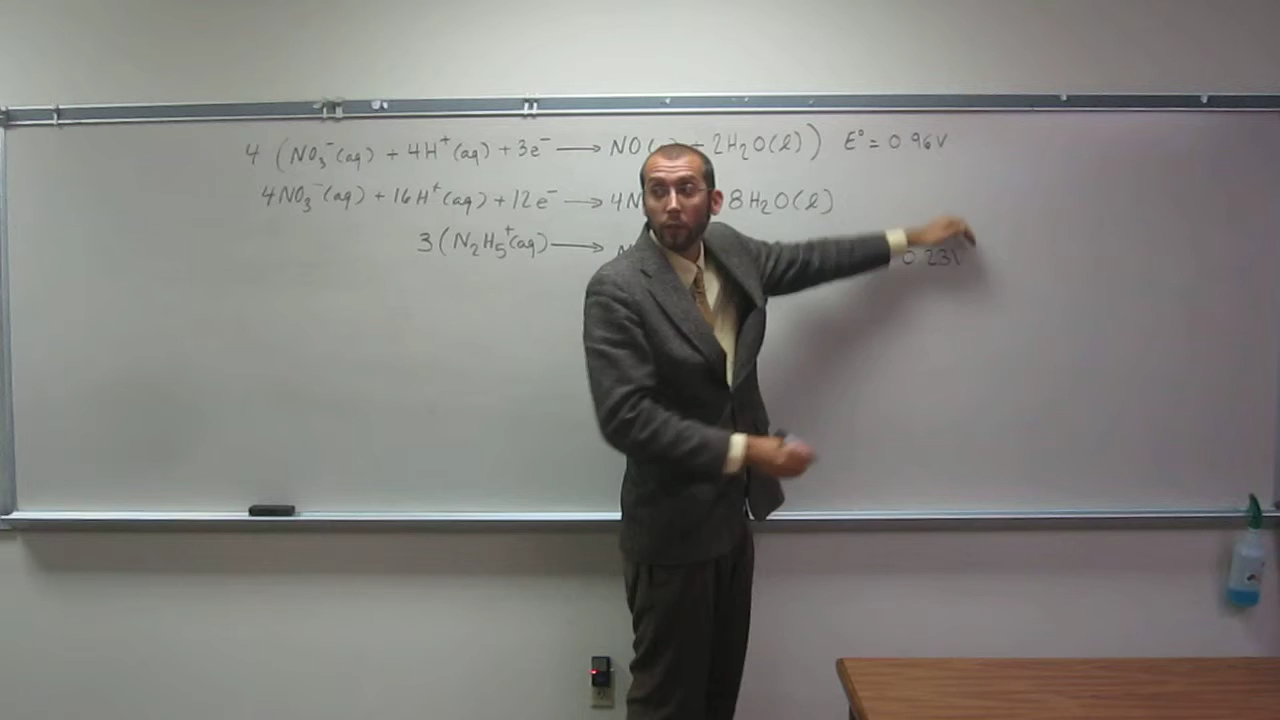 4 (NO₃⁻(aq) + 4H⁺(aq) + 3e⁻ ⟶ NO( ) + 2H₂O(ℓ)) E° = 0.96V
4NO₃⁻(aq) + 16H⁺(aq) + 12e⁻ ⟶ 4N 8H₂O(ℓ)
3 (N₂H₅⁺(aq) ⟶ N 0.23V